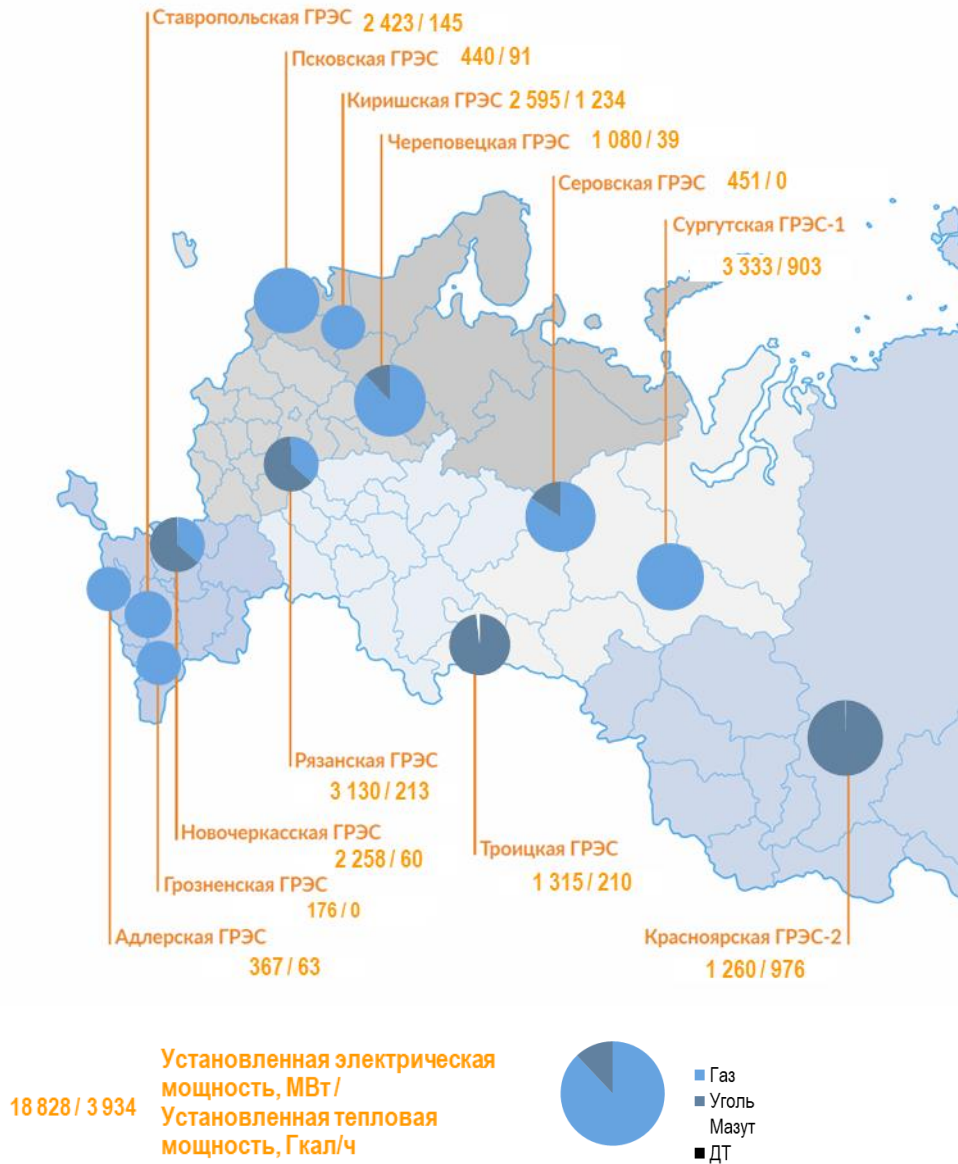 Ставропольская ГРЭС 2 423 / 145
Псковская ГРЭС 440 / 91
Киришская ГРЭС 2 595 / 1 234
Череповецкая ГРЭС 1 080 / 39
Серовская ГРЭС 451 / 0
Сургутская ГРЭС-1
3 333 / 903
Рязанская ГРЭС
3 130 / 213
Новочеркасская ГРЭС
2 258 / 60
Троицкая ГРЭС
1 315 / 210
Грозненская ГРЭС
176 / 0
Адлерская ГРЭС
367 / 63
Красноярская ГРЭС-2
1 260 / 976
18 828 / 3 934
Установленная электрическая
мощность, МВт /
Установленная тепловая
мощность, Гкал/ч
Газ
Уголь
Мазут
ДТ